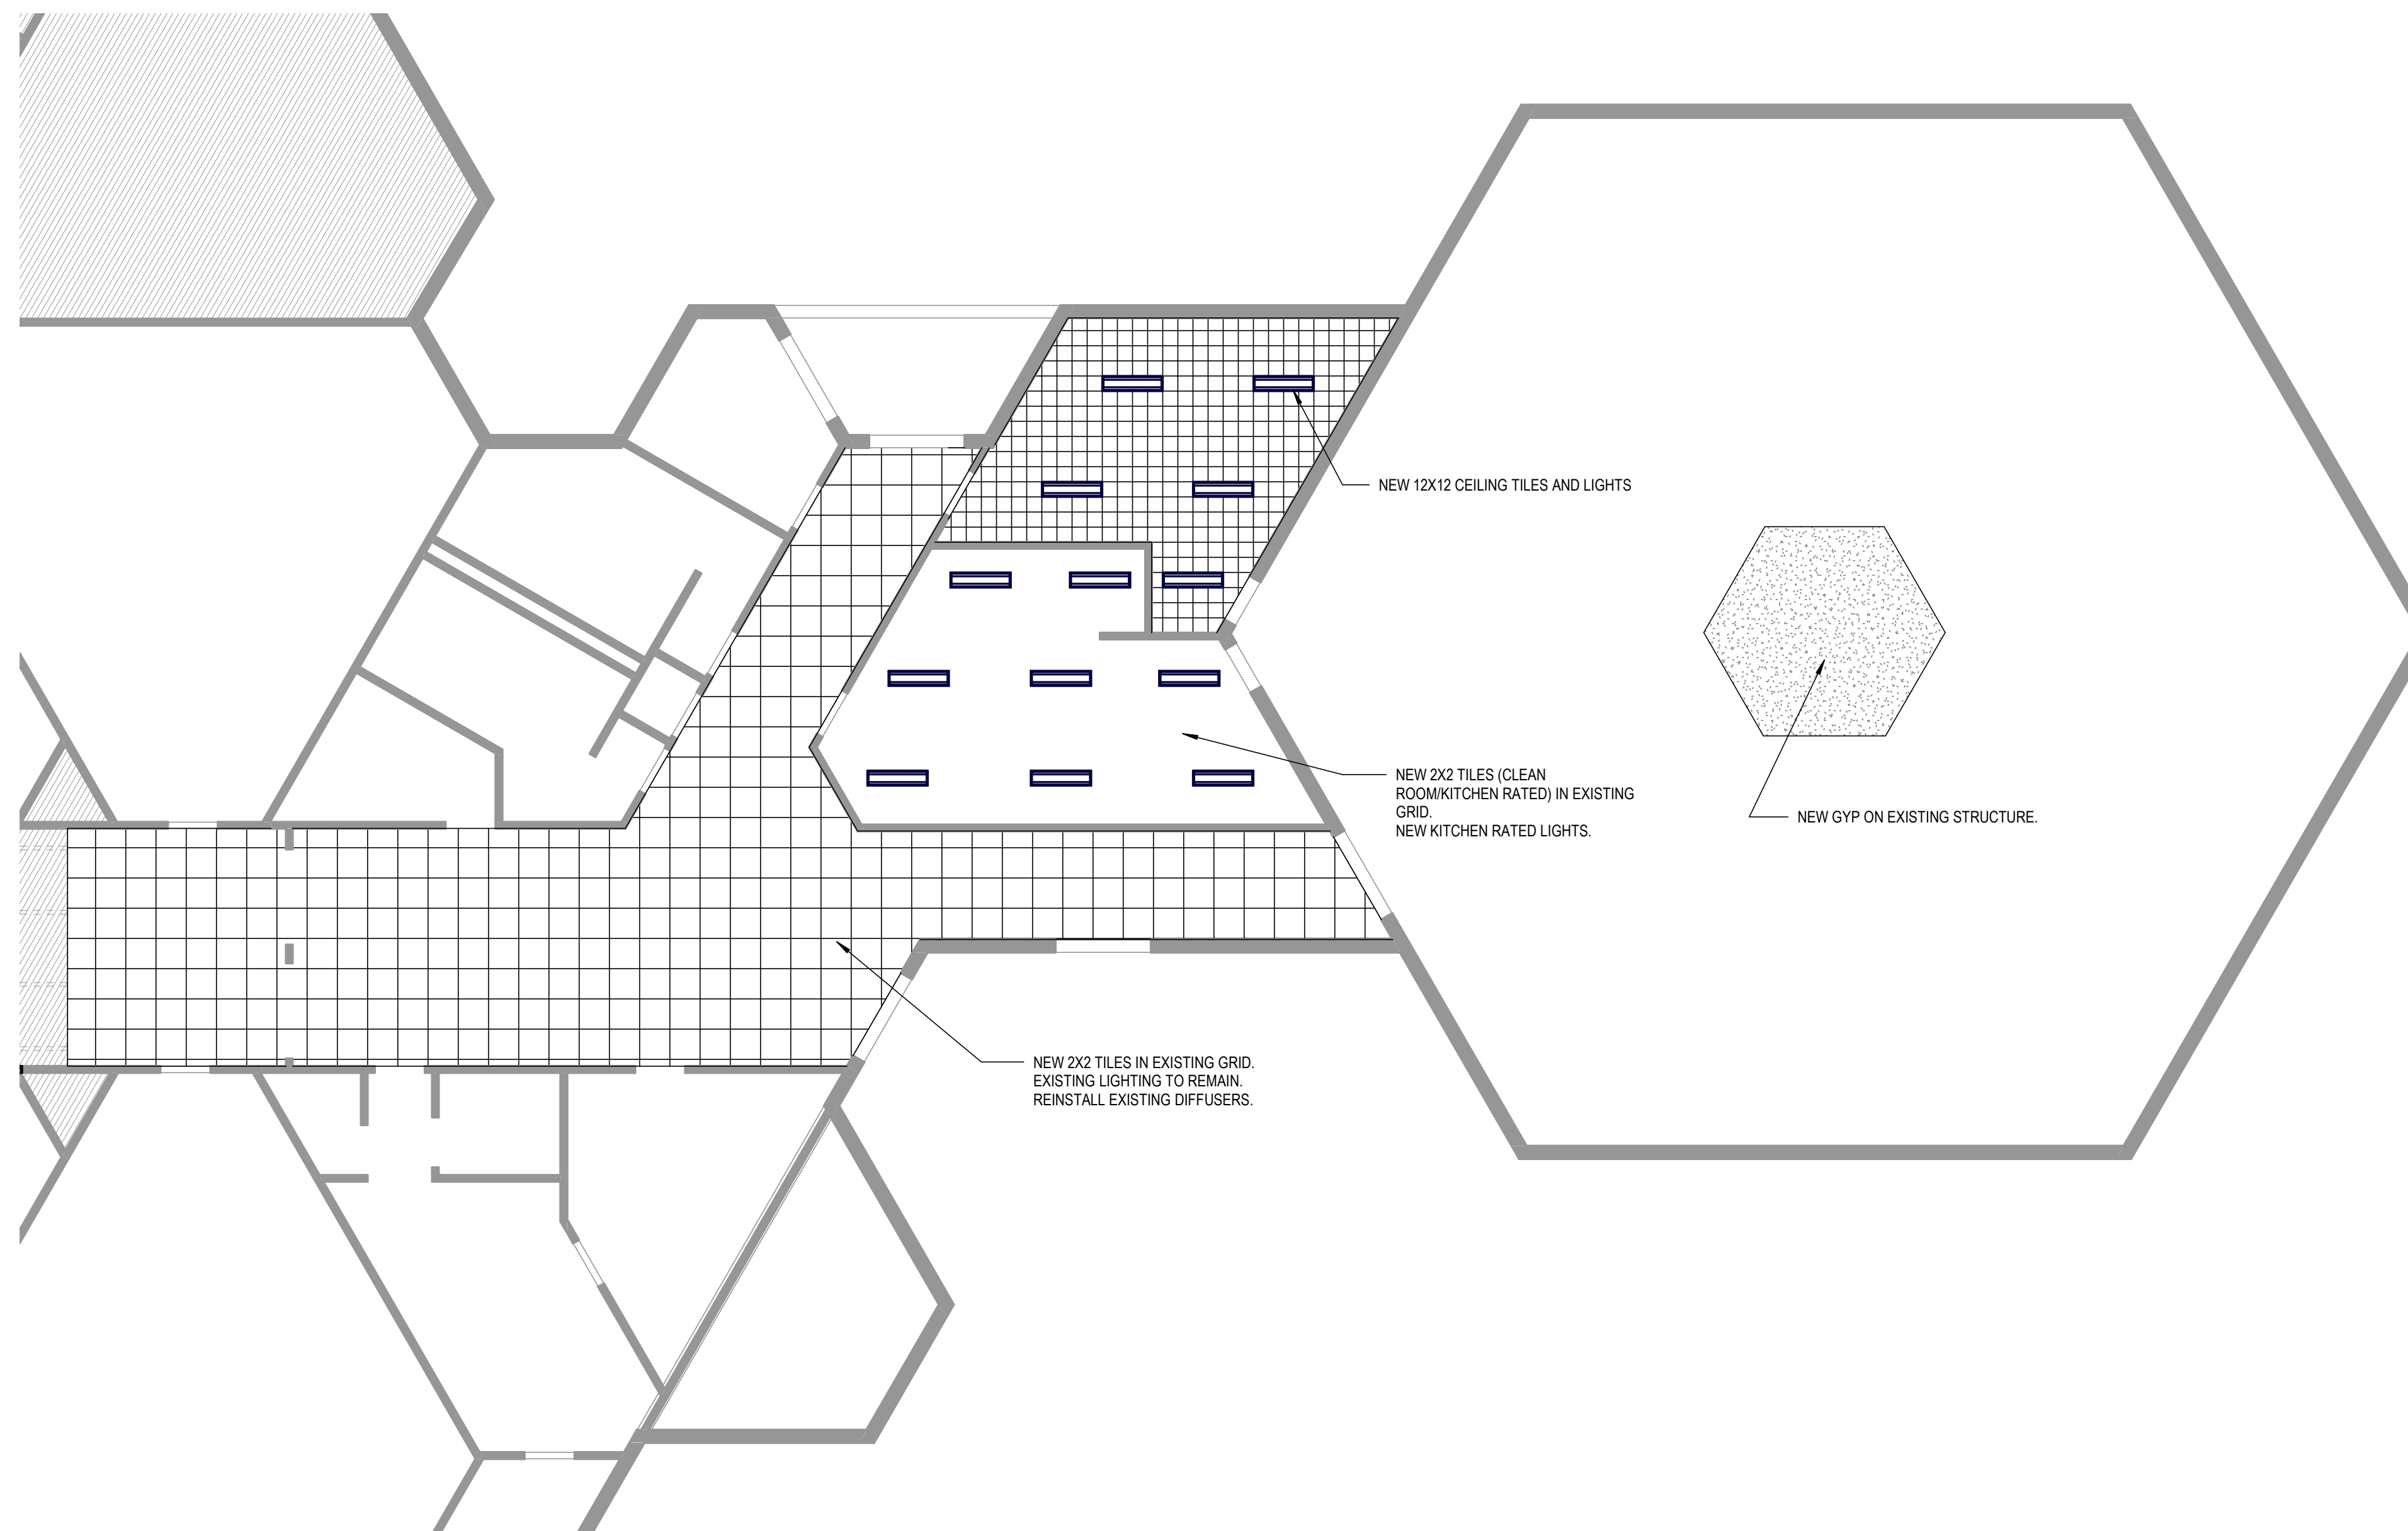 NEW 12X12 CEILING TILES AND LIGHTS
NEW 2X2 TILES (CLEAN
ROOM/KITCHEN RATED) IN EXISTING
GRID.
NEW KITCHEN RATED LIGHTS.
NEW GYP ON EXISTING STRUCTURE.
NEW 2X2 TILES IN EXISTING GRID.
EXISTING LIGHTING TO REMAIN.
REINSTALL EXISTING DIFFUSERS.